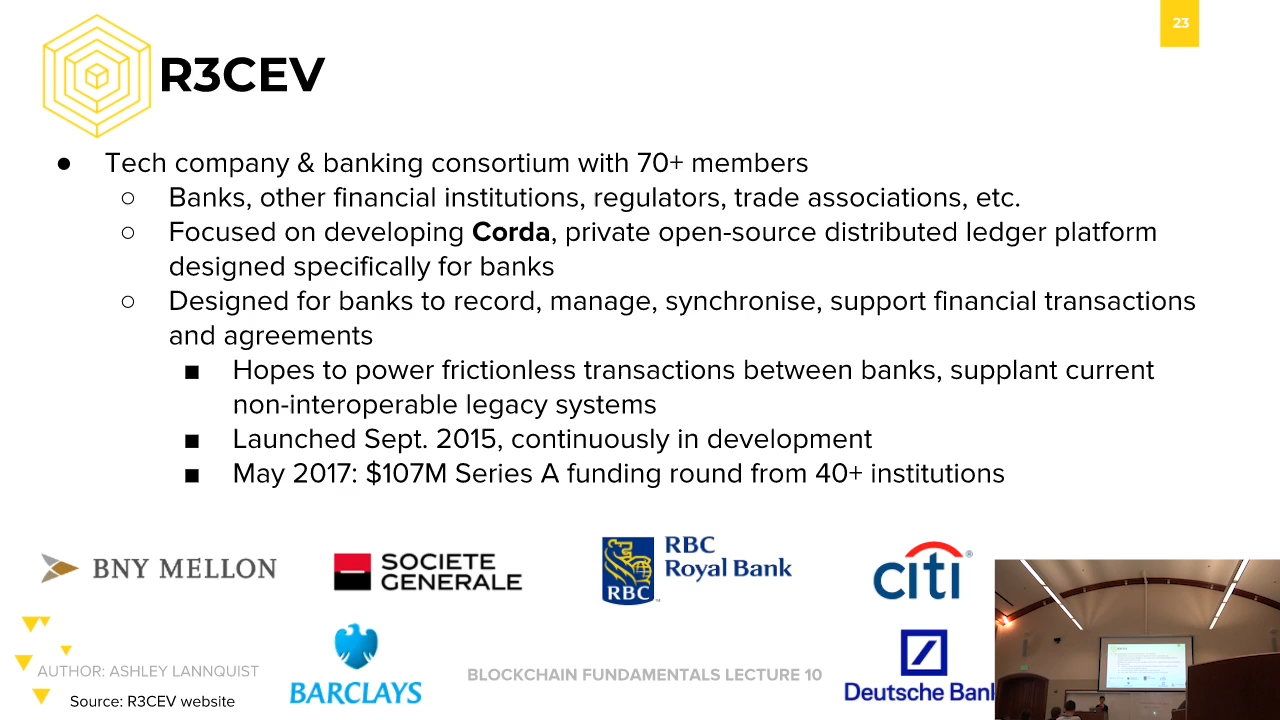 23
R3CEV
● Tech company & banking consortium with 70+ members
○ Banks, other financial institutions, regulators, trade associations, etc.
○ Focused on developing Corda, private open-source distributed ledger platform
designed specifically for banks
○ Designed for banks to record, manage, synchronise, support financial transactions
and agreements
■ Hopes to power frictionless transactions between banks, supplant current
non-interoperable legacy systems
■ Launched Sept. 2015, continuously in development
■ May 2017: $107M Series A funding round from 40+ institutions
BNY MELLON
SOCIETE
GENERALE
RBC
Royal Bank
RBC
™
citi®
BARCLAYS
Deutsche Bank
AUTHOR: ASHLEY LANNQUIST
BLOCKCHAIN FUNDAMENTALS LECTURE 10
Source: R3CEV website